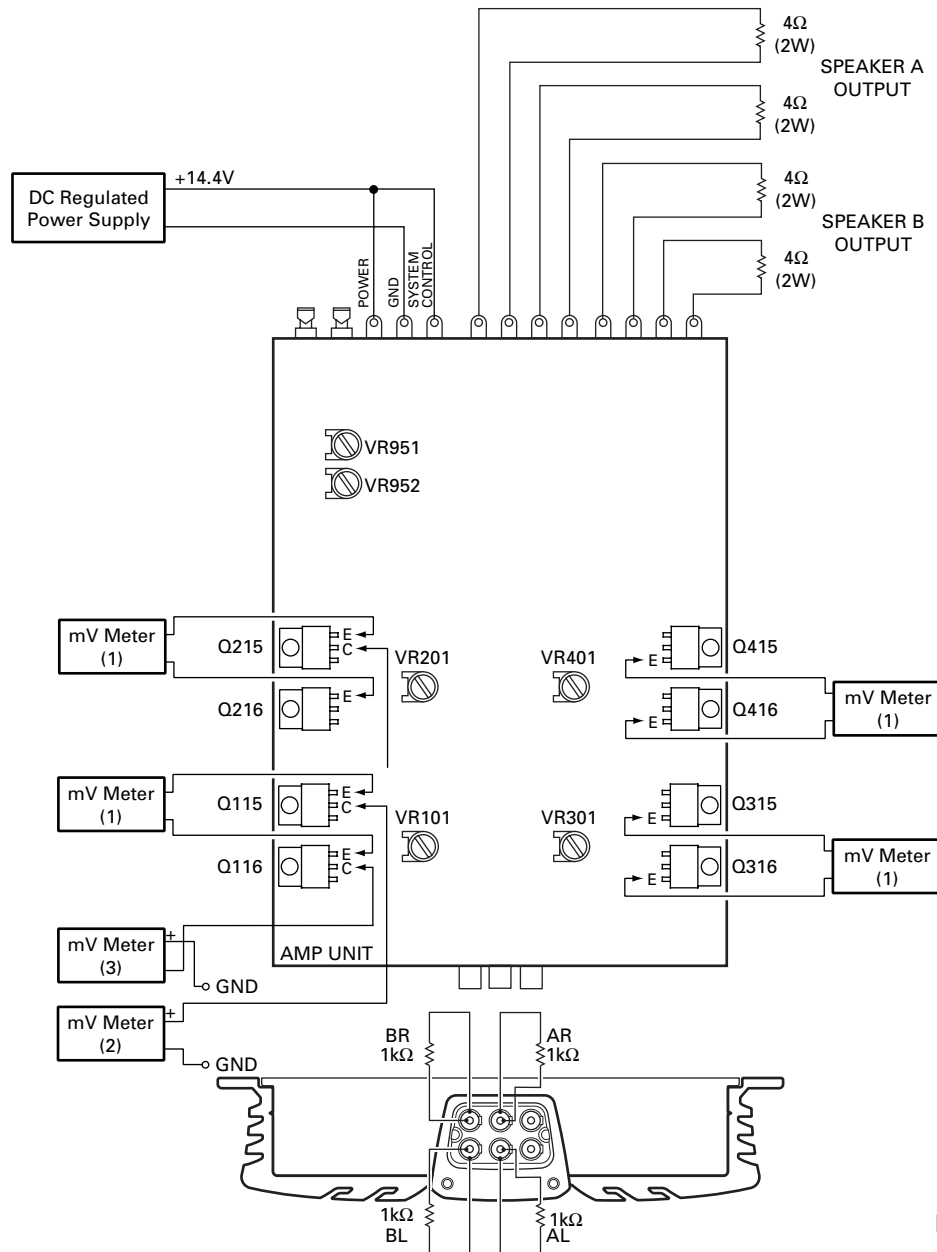 4Ω
(2W)
SPEAKER A
OUTPUT
4Ω
(2W)
4Ω
(2W)
SPEAKER B
OUTPUT
4Ω
(2W)
DC Regulated
Power Supply
+14.4V
POWER
GND
SYSTEM
CONTROL
VR951
VR952
mV Meter
(1)
Q215
E
C
Q216
E
VR201
VR401
E
Q415
E
Q416
mV Meter
(1)
mV Meter
(1)
Q115
E
C
Q116
E
C
VR101
VR301
E
Q315
E
Q316
mV Meter
(1)
mV Meter
(3)
+
GND
AMP UNIT
mV Meter
(2)
+
GND
BR
1kΩ
AR
1kΩ
1kΩ
BL
1kΩ
AL